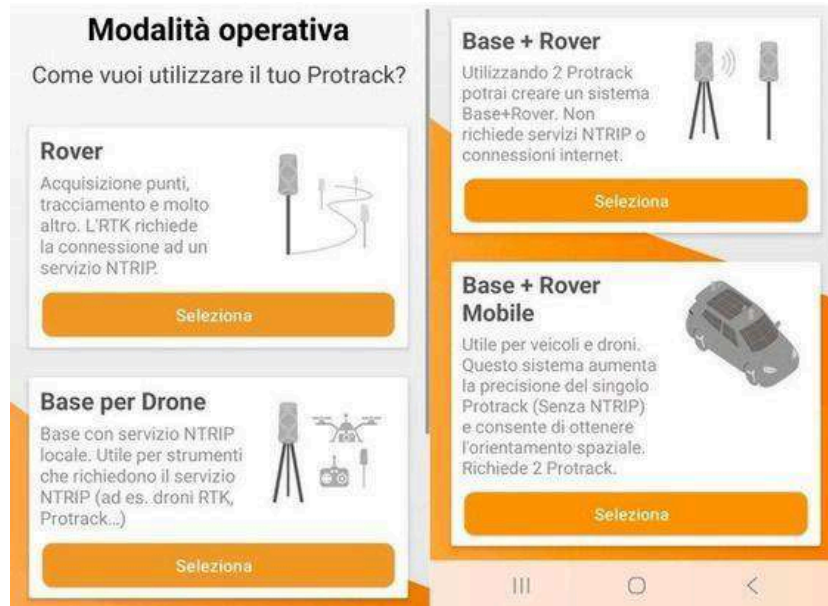 Modalità operativa
Come vuoi utilizzare il tuo Protrack?
Rover
Acquisizione punti,
tracciamento e molto
altro. L'RTK richiede
la connessione ad un
servizio NTRIP.
Seleziona
Base per Drone
Base con servizio NTRIP
locale. Utile per strumenti
che richiedono il servizio
NTRIP (ad es. droni RTK,
Protrack...)
Seleziona
Base + Rover
Utilizzando 2 Protrack
potrai creare un sistema
Base+Rover. Non
richiede servizi NTRIP o
connessioni internet.
Seleziona
Base + Rover
Mobile
Utile per veicoli e droni.
Questo sistema aumenta
la precisione del singolo
Protrack (Senza NTRIP)
e consente di ottenere
l'orientamento spaziale.
Richiede 2 Protrack.
Seleziona